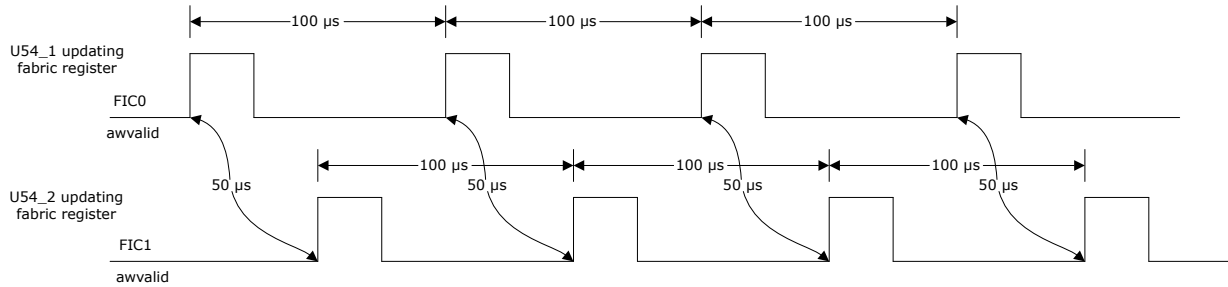 100 µs
100 µs
100 µs
U54_1 updating
fabric register
FIC0
awvalid
100 µs
100 µs
100 µs
50 µs
50 µs
50 µs
50 µs
U54_2 updating
fabric register
FIC1
awvalid